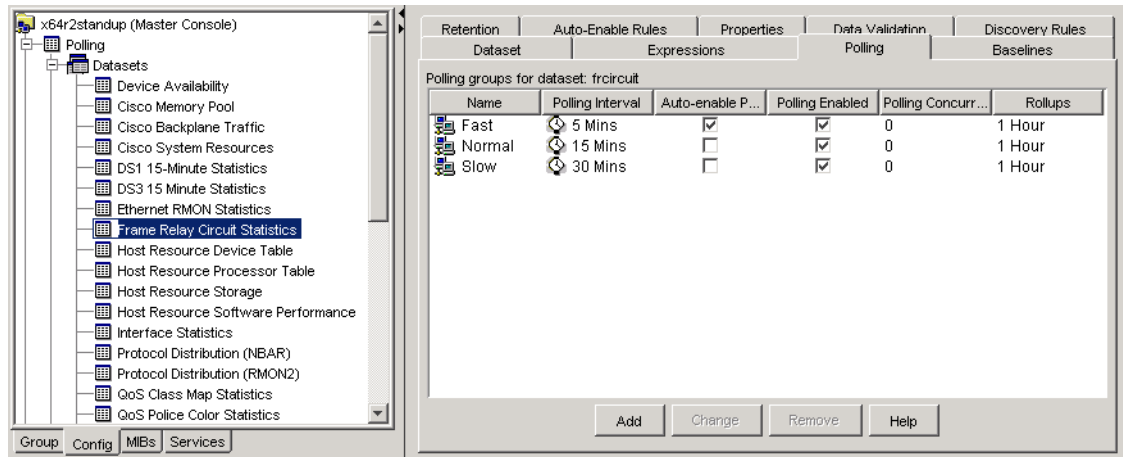 x64r2standup (Master Console)
Polling
Datasets
Device Availability
Cisco Memory Pool
Cisco Backplane Traffic
Cisco System Resources
DS1 15-Minute Statistics
DS3 15 Minute Statistics
Ethernet RMON Statistics
Frame Relay Circuit Statistics
Host Resource Device Table
Host Resource Processor Table
Host Resource Storage
Host Resource Software Performance
Interface Statistics
Protocol Distribution (NBAR)
Protocol Distribution (RMON2)
QoS Class Map Statistics
QoS Police Color Statistics
Group Config MIBs Services
Retention Auto-Enable Rules Properties Data Validation Discovery Rules
Dataset Expressions Polling Baselines
Polling groups for dataset: frcircuit
Name Polling Interval Auto-enable P... Polling Enabled Polling Concurr... Rollups
Fast 5 Mins 0 1 Hour
Normal 15 Mins 0 1 Hour
Slow 30 Mins 0 1 Hour
Add Change Remove Help